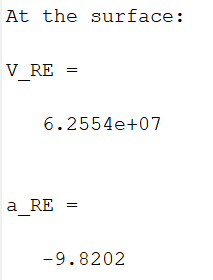 At the surface:
V_RE =
6.2554e+07
a_RE =
-9.8202